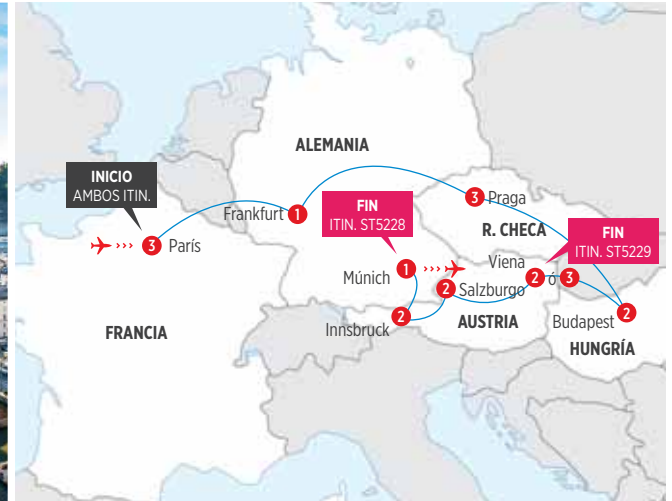 ALEMANIA
INICIO
AMBOS ITIN.
Frankfurt 1
3 Praga
FIN
ITIN. ST5228
R. CHECA
FIN
ITIN. ST5229
3 París
1
Múnich
Viena
2 ó 3
2 Salzburgo
Innsbruck
2
AUSTRIA
Budapest 2
FRANCIA
HUNGRÍA